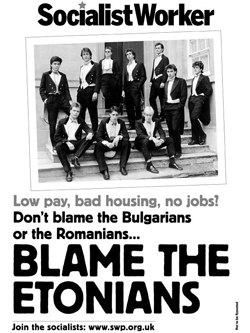 Socialist Worker
Low pay, bad housing, no jobs?
Don't blame the Bulgarians
or the Romanians...
BLAME THE
ETONIANS
Join the socialists: www.swp.org.uk